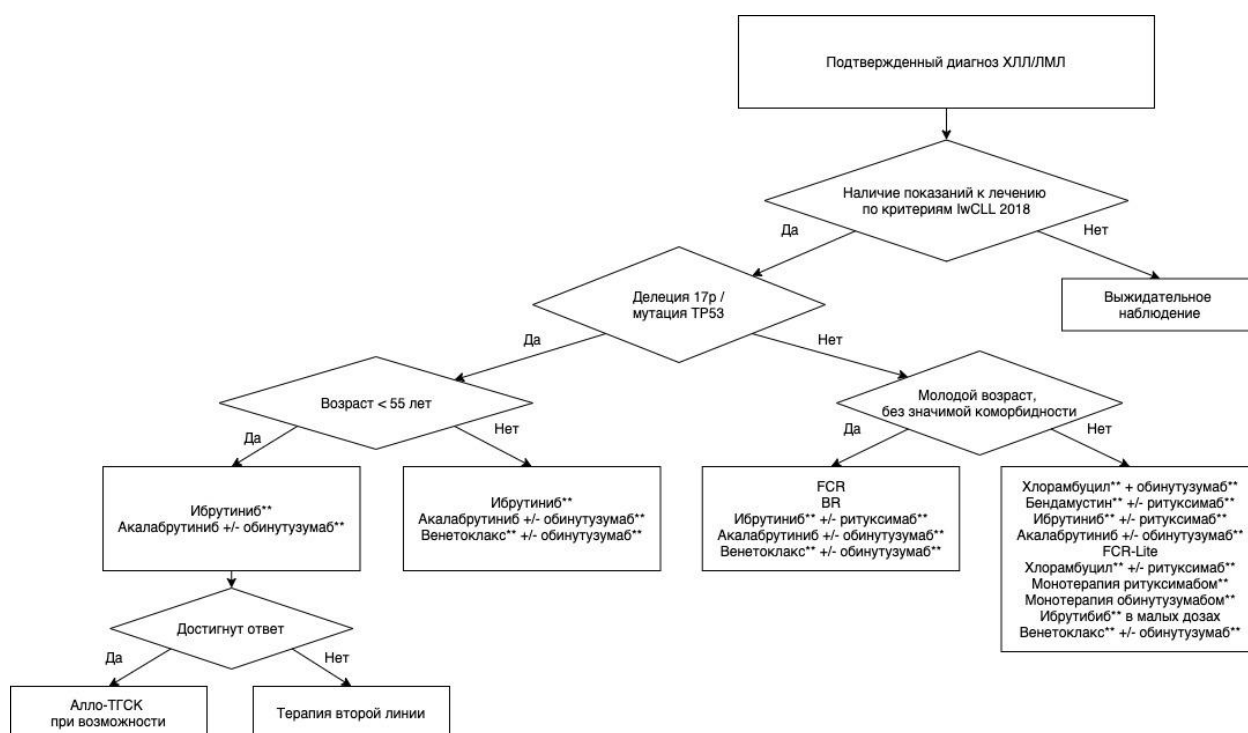 Подтвержденный диагноз ХЛЛ/ЛМЛ
Наличие показаний к лечению
по критериям IwCLL 2018
Да
Нет
Делеция 17p /
мутация TP53
Выжидательное
наблюдение
Да
Нет
Возраст < 55 лет
Молодой возраст,
без значимой коморбидности
Да
Нет
Да
Нет
Ибрутиниб**
Акалабрутиниб +/- обинутузумаб**
Ибрутиниб**
Акалабрутиниб +/- обинутузумаб**
Венетоклакс** +/- обинутузумаб**
FCR
BR
Ибрутиниб** +/- ритуксимаб**
Акалабрутиниб +/- обинутузумаб**
Венетоклакс** +/- обинутузумаб**
Хлорамбуцил** + обинутузумаб**
Бендамустин** +/- ритуксимаб**
Ибрутиниб** +/- ритуксимаб**
Акалабрутиниб +/- обинутузумаб**
FCR-Lite
Хлорамбуцил** +/- ритуксимаб**
Монотерапия ритуксимабом**
Монотерапия обинутузумабом**
Ибрутибиб** в малых дозах
Венетоклакс** +/- обинутузумаб**
Достигнут ответ
Да
Нет
Алло-ТГСК
при возможности
Терапия второй линии